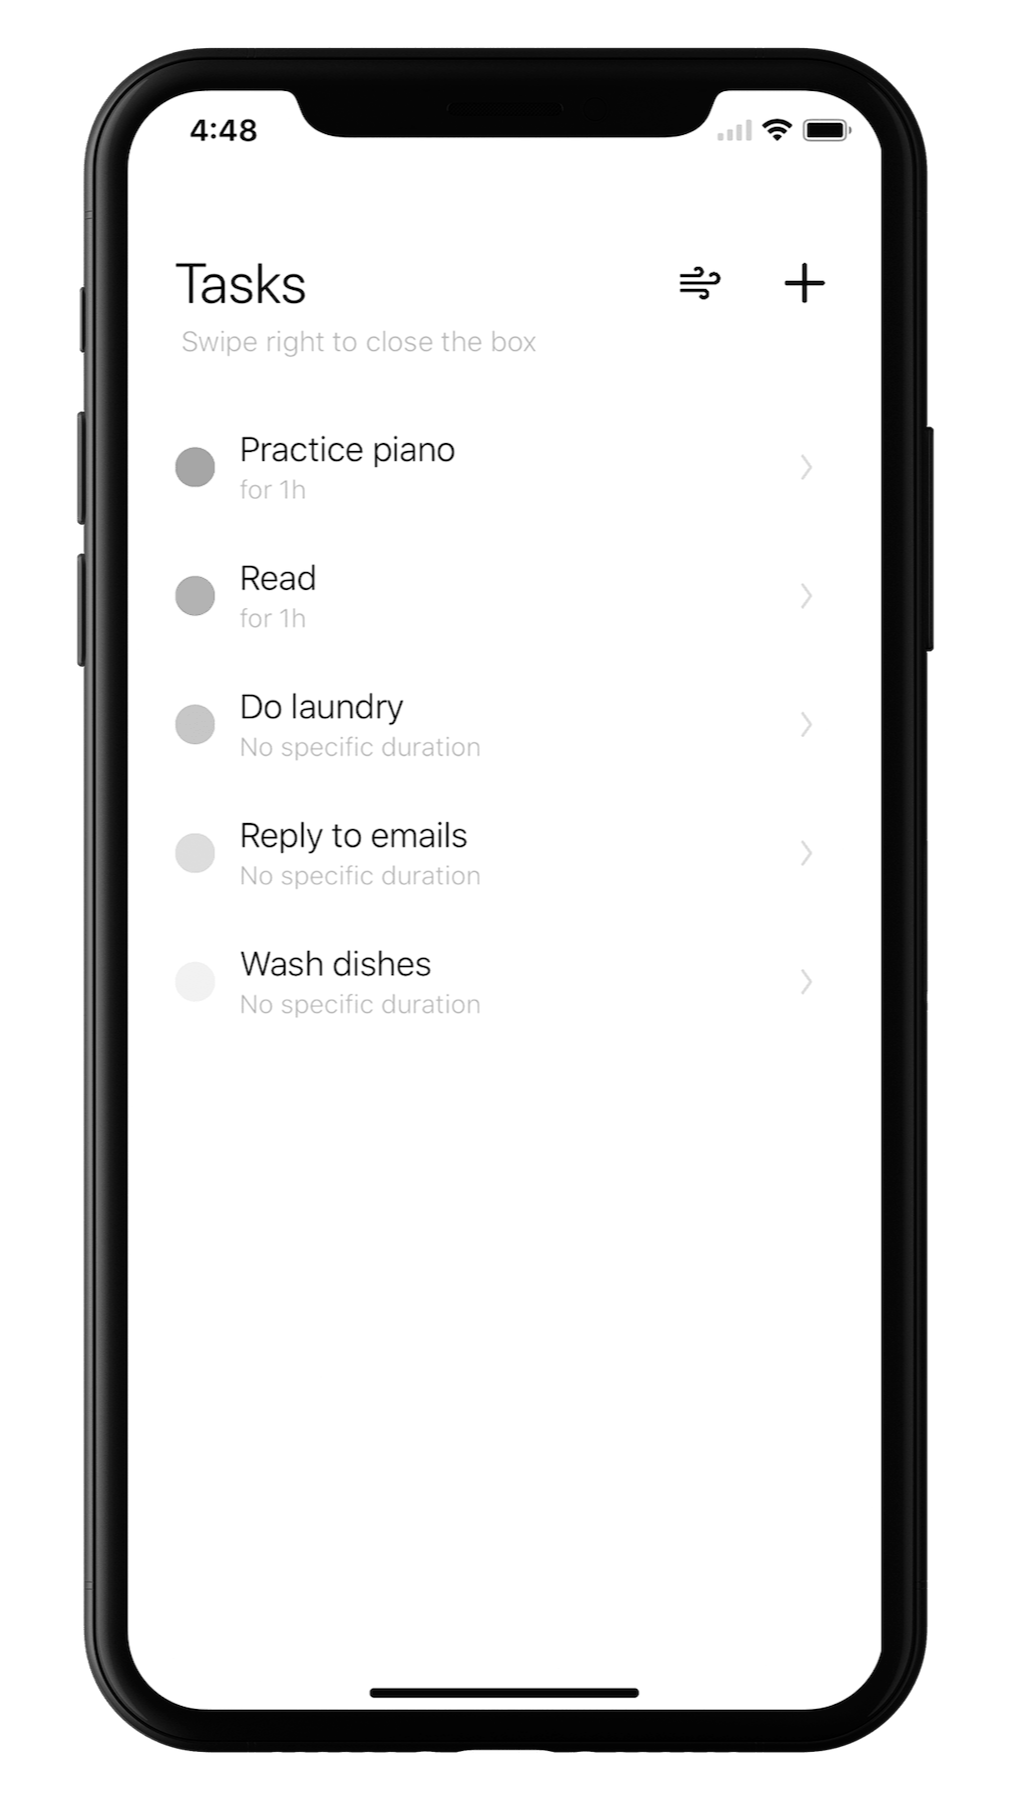 4:48
Tasks
Swipe right to close the box
Practice piano
for 1h
Read
for 1h
Do laundry
No specific duration
Reply to emails
No specific duration
Wash dishes
No specific duration